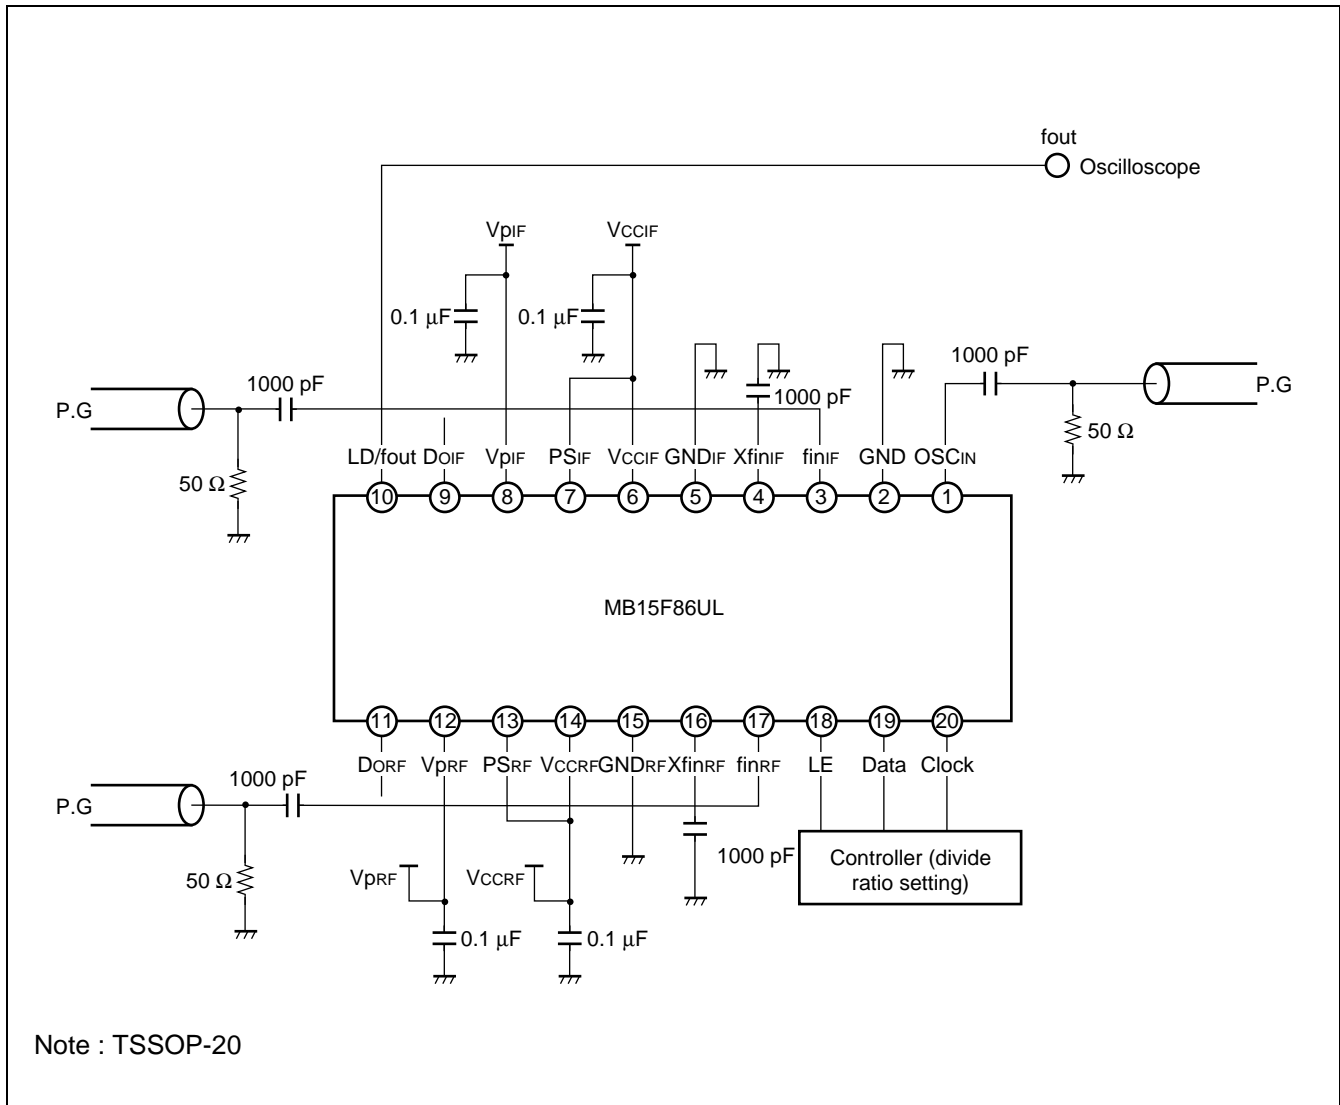 fout
Oscilloscope
VpIF
VCCIF
0.1 µF
0.1 µF
1000 pF
1000 pF
1000 pF
P.G
P.G
50 Ω
50 Ω
LD/fout DOIF VpIF PSIF VCCIF GNDIF XfinIF finIF GND OSCIN
10 9 8 7 6 5 4 3 2 1
MB15F86UL
11 12 13 14 15 16 17 18 19 20
DORF VpRF PSRF VCCRF GNDRF XfinRF finRF LE Data Clock
1000 pF
P.G
50 Ω
VpRF
VCCRF
1000 pF
Controller (divide
ratio setting)
0.1 µF
0.1 µF
Note : TSSOP-20